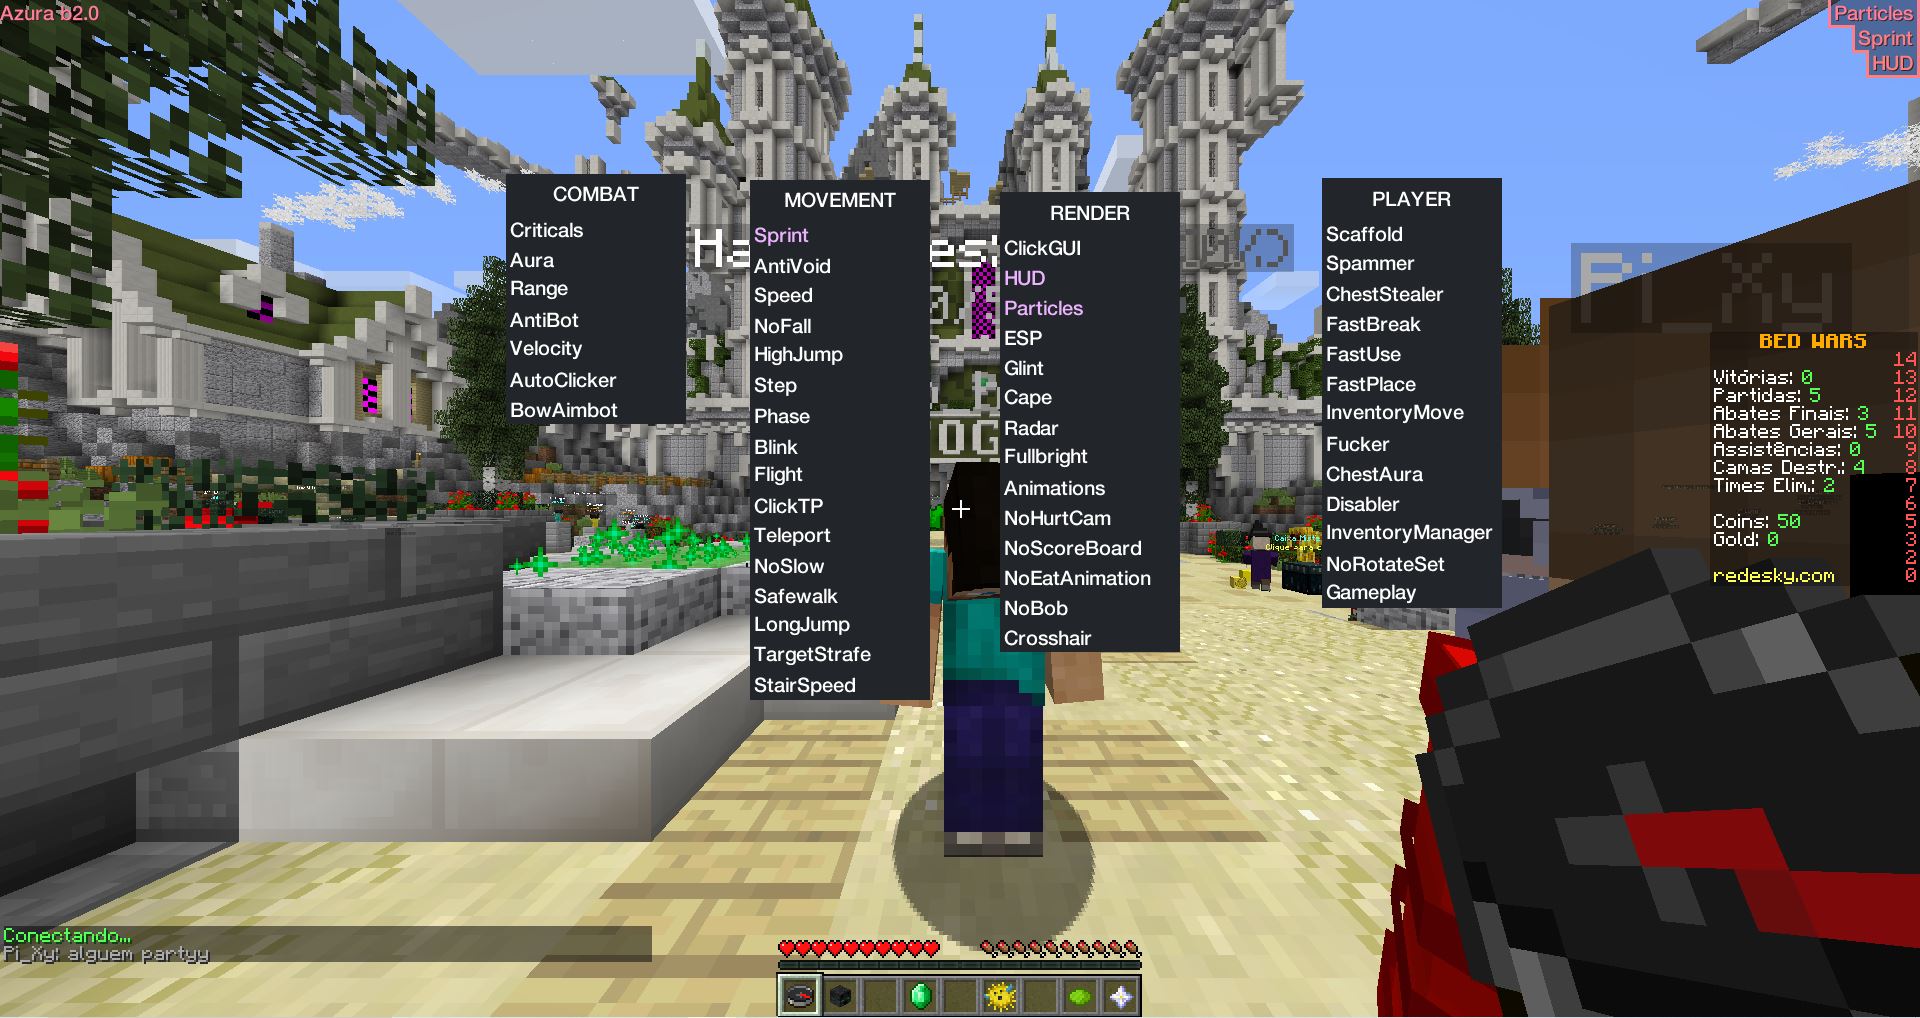 Azura b2.0
Particles
Sprint
HUD
COMBAT
Criticals
Aura
Range
AntiBot
Velocity
AutoClicker
BowAimbot
MOVEMENT
Sprint
AntiVoid
Speed
NoFall
HighJump
Step
Phase
Blink
Flight
ClickTP
Teleport
NoSlow
Safewalk
LongJump
TargetStrafe
StairSpeed
RENDER
ClickGUI
HUD
Particles
ESP
Glint
Cape
Radar
Fullbright
Animations
NoHurtCam
NoScoreBoard
NoEatAnimation
NoBob
Crosshair
PLAYER
Scaffold
Spammer
ChestStealer
FastBreak
FastUse
FastPlace
InventoryMove
Fucker
ChestAura
Disabler
InventoryManager
NoRotateSet
Gameplay
Pi_Xy
BED WARS
14
Vitórias: 0 13
Partidas: 5 12
Abates Finais: 3 11
Abates Gerais: 5 10
Assistências: 0 9
Camas Destr.: 4 8
Times Elim.: 2 7
6
Coins: 50 5
Gold: 0 3
2
redesky.com 0
Conectando...
Pi_Xy: alguem partyy